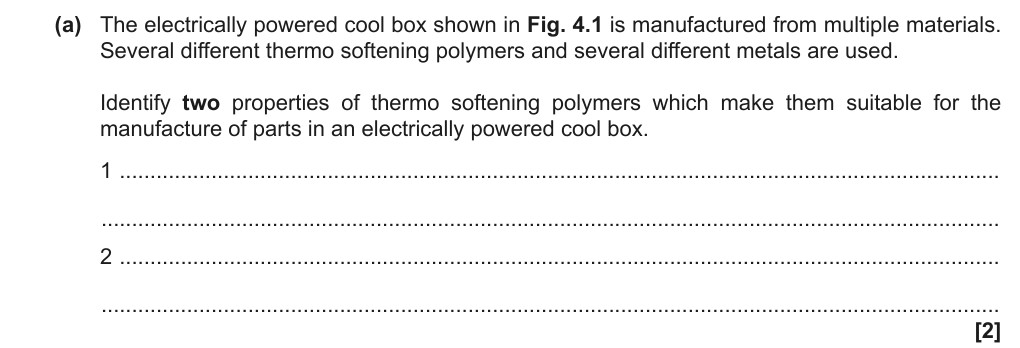 (a) The electrically powered cool box shown in Fig. 4.1 is manufactured from multiple materials.
Several different thermo softening polymers and several different metals are used.
Identify two properties of thermo softening polymers which make them suitable for the
manufacture of parts in an electrically powered cool box.
1 ................................................................................................................................................
................................................................................................................................................
2 ................................................................................................................................................
................................................................................................................................................
[2]